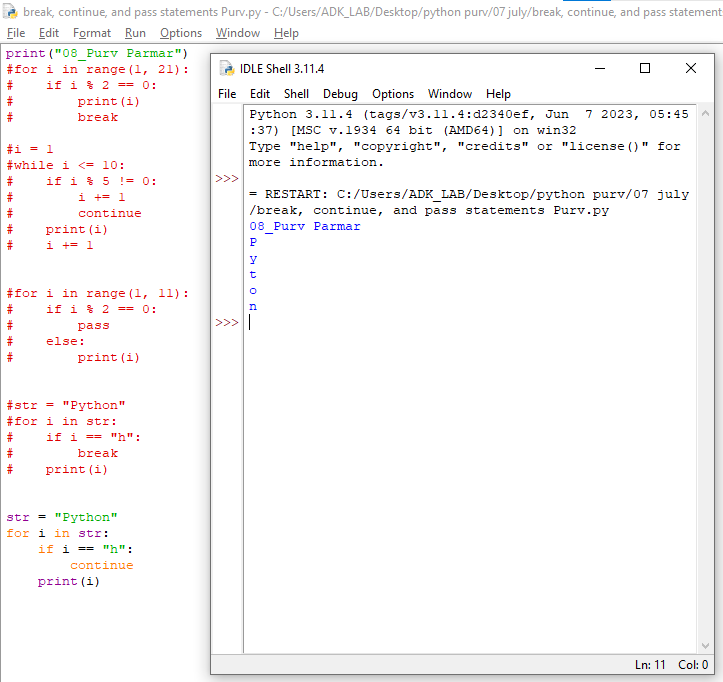 break, continue, and pass statements Purv.py - C:/Users/ADK_LAB/Desktop/python purv/07 july/break, continue, and pass statement
File Edit Format Run Options Window Help
print("08_Purv Parmar")
#for i in range(1, 21):
#    if i % 2 == 0:
#        print(i)
#        break

#i = 1
#while i <= 10:
#    if i % 5 != 0:
#        i += 1
#        continue
#    print(i)
#    i += 1

#for i in range(1, 11):
#    if i % 2 == 0:
#        pass
#    else:
#        print(i)

#str = "Python"
#for i in str:
#    if i == "h":
#        break
#    print(i)

str = "Python"
for i in str:
    if i == "h":
        continue
    print(i)
IDLE Shell 3.11.4
File Edit Shell Debug Options Window Help
Python 3.11.4 (tags/v3.11.4:d2340ef, Jun  7 2023, 05:45
:37) [MSC v.1934 64 bit (AMD64)] on win32
Type "help", "copyright", "credits" or "license()" for
more information.
>>>
= RESTART: C:/Users/ADK_LAB/Desktop/python purv/07 july
/break, continue, and pass statements Purv.py
08_Purv Parmar
P
y
t
o
n
>>>
Ln: 11 Col: 0